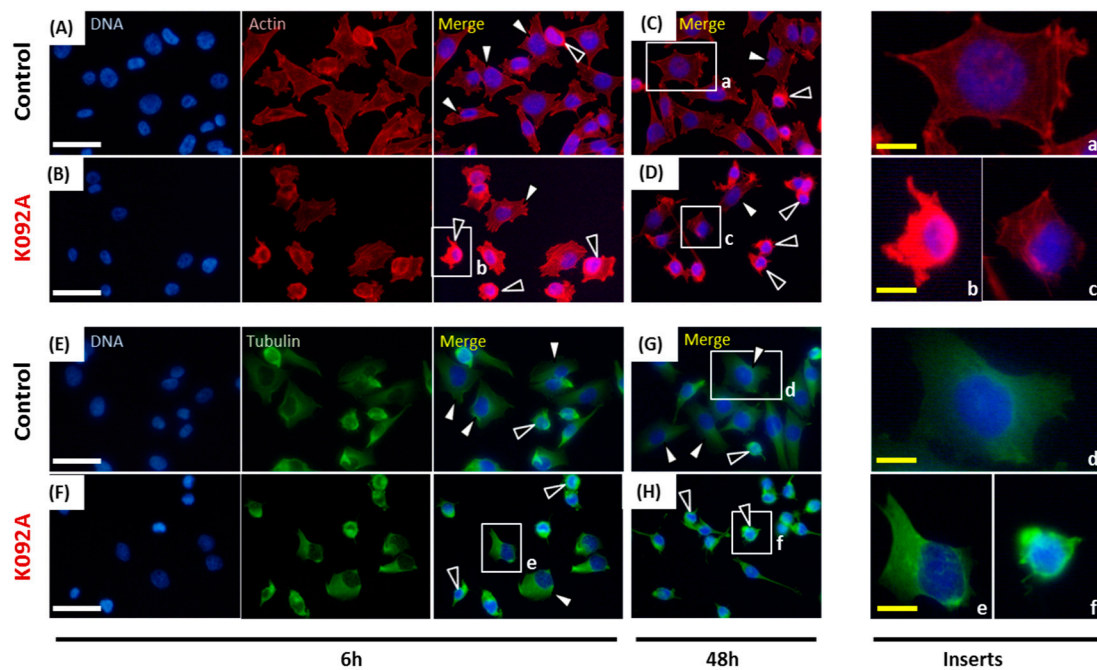 (A) DNA Actin Merge (C) Merge
Control
a
a
(B) (D)
K092A
b
c
b
c
(E) DNA Tubulin Merge (G) Merge
Control
d
d
(F) (H)
K092A
e
f
e
f
6h 48h Inserts